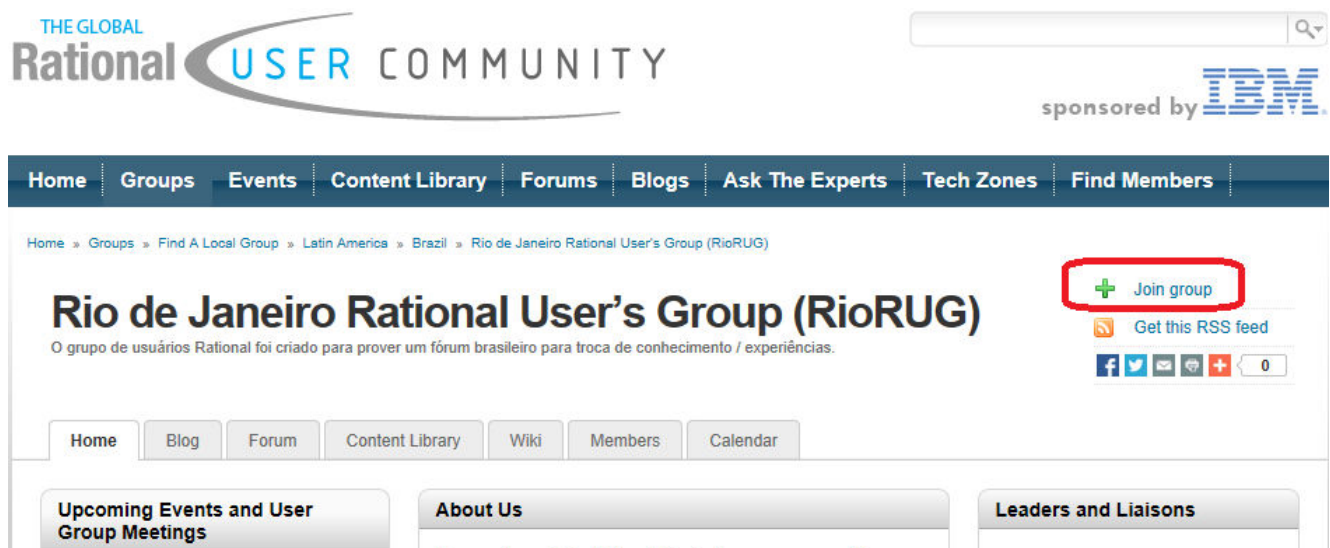 THE GLOBAL
Rational USER COMMUNITY
sponsored by IBM.
Home Groups Events Content Library Forums Blogs Ask The Experts Tech Zones Find Members
Home » Groups » Find A Local Group » Latin America » Brazil » Rio de Janeiro Rational User's Group (RioRUG)
Join group
Rio de Janeiro Rational User's Group (RioRUG)
Get this RSS feed
O grupo de usuários Rational foi criado para prover um fórum brasileiro para troca de conhecimento / experiências.
0
Home Blog Forum Content Library Wiki Members Calendar
Upcoming Events and User
Group Meetings
About Us
Leaders and Liaisons